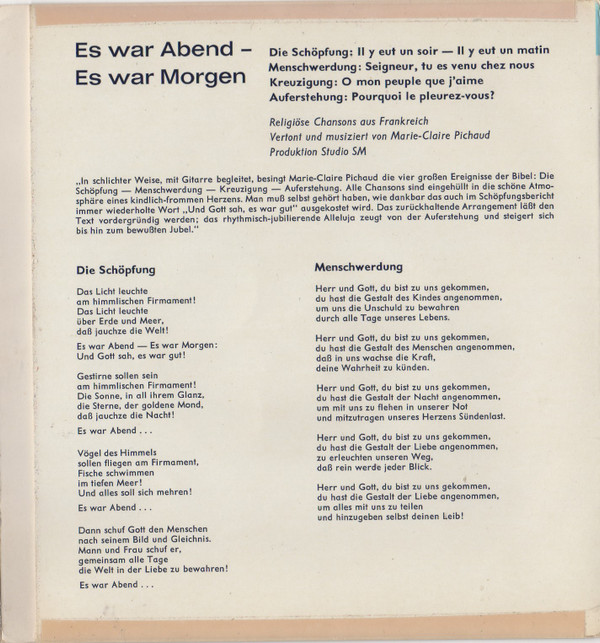 Es war Abend –
Es war Morgen
Die Schöpfung: Il y eut un soir — Il y eut un matin
Menschwerdung: Seigneur, tu es venu chez nous
Kreuzigung: O mon peuple que j'aime
Auferstehung: Pourquoi le pleurez-vous?
Religiöse Chansons aus Frankreich
Vertont und musiziert von Marie-Claire Pichaud
Produktion Studio SM
„In schlichter Weise, mit Gitarre begleitet, besingt Marie-Claire Pichaud die vier großen Ereignisse der Bibel: Die
Schöpfung — Menschwerdung — Kreuzigung — Auferstehung. Alle Chansons sind eingehüllt in die schöne Atmo-
sphäre eines kindlich-frommen Herzens. Man muß selbst gehört haben, wie dankbar das auch im Schöpfungsbericht
immer wiederholte Wort „Und Gott sah, es war gut" ausgekostet wird. Das zurückhaltende Arrangement läßt den
Text vordergründig werden; das rhythmisch-jubilierende Alleluja zeugt von der Auferstehung und steigert sich
bis hin zum bewußten Jubel."
Die Schöpfung
Das Licht leuchte
am himmlischen Firmament!
Das Licht leuchte
über Erde und Meer,
daß jauchze die Welt!
Es war Abend — Es war Morgen:
Und Gott sah, es war gut!
Gestirne sollen sein
am himmlischen Firmament!
Die Sonne, in all ihrem Glanz,
die Sterne, der goldene Mond,
daß jauchze die Nacht!
Es war Abend . . .
Vögel des Himmels
sollen fliegen am Firmament,
Fische schwimmen
im tiefen Meer!
Und alles soll sich mehren!
Es war Abend . . .
Dann schuf Gott den Menschen
nach seinem Bild und Gleichnis.
Mann und Frau schuf er,
gemeinsam alle Tage
die Welt in der Liebe zu bewahren!
Es war Abend . . .
Menschwerdung
Herr und Gott, du bist zu uns gekommen,
du hast die Gestalt des Kindes angenommen,
um uns die Unschuld zu bewahren
durch alle Tage unseres Lebens.
Herr und Gott, du bist zu uns gekommen,
du hast die Gestalt des Menschen angenommen,
daß in uns wachse die Kraft,
deine Wahrheit zu künden.
Herr und Gott, du bist zu uns gekommen,
du hast die Gestalt der Nacht angenommen,
um mit uns zu flehen in unserer Not
und mitzutragen unseres Herzens Sündenlast.
Herr und Gott, du bist zu uns gekommen,
du hast die Gestalt der Liebe angenommen,
zu erleuchten unseren Weg,
daß rein werde jeder Blick.
Herr und Gott, du bist zu uns gekommen,
du hast die Gestalt der Liebe angenommen,
um alles mit uns zu teilen
und hinzugeben selbst deinen Leib!